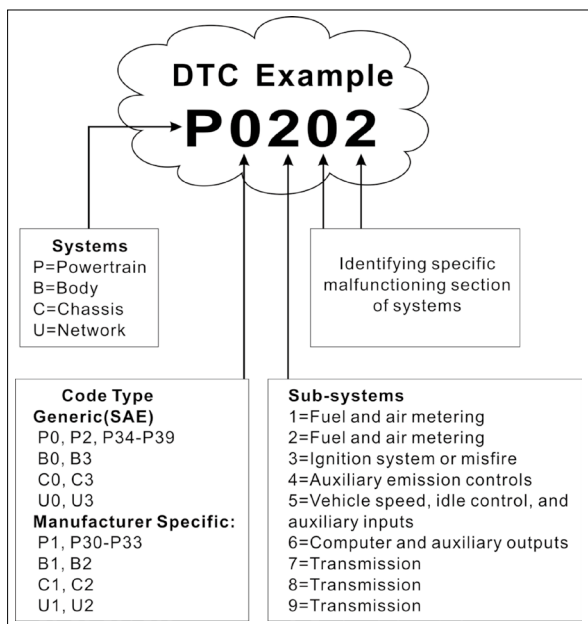 DTC Example
P0202
Systems
P=Powertrain
B=Body
C=Chassis
U=Network
Identifying specific
malfunctioning section
of systems
Code Type
Generic(SAE)
P0, P2, P34-P39
B0, B3
C0, C3
U0, U3
Manufacturer Specific:
P1, P30-P33
B1, B2
C1, C2
U1, U2
Sub-systems
1=Fuel and air metering
2=Fuel and air metering
3=Ignition system or misfire
4=Auxiliary emission controls
5=Vehicle speed, idle control, and
auxiliary inputs
6=Computer and auxiliary outputs
7=Transmission
8=Transmission
9=Transmission